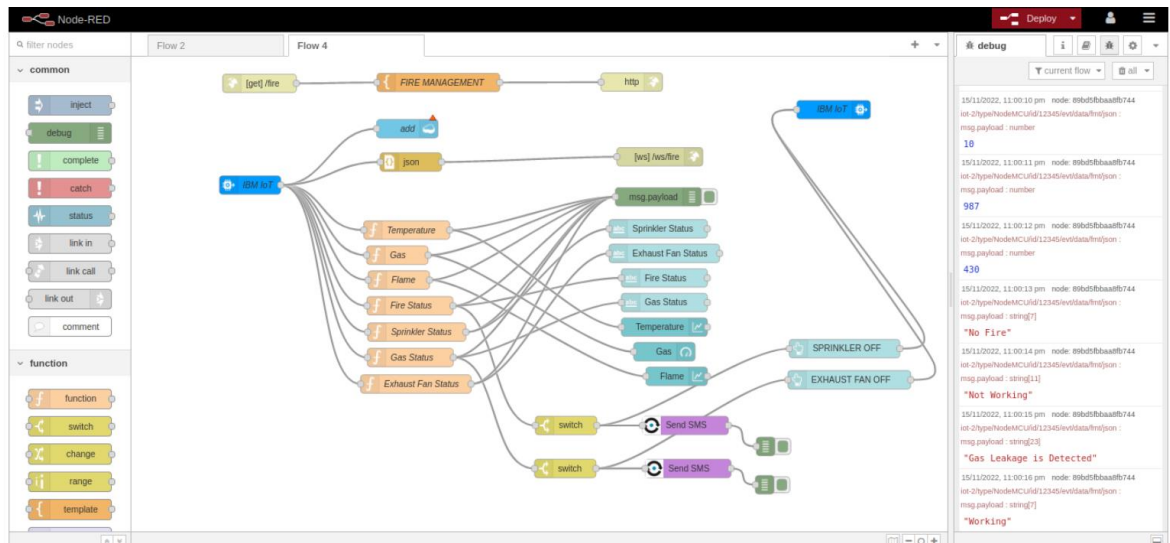 Node-RED
Deploy
filter nodes
Flow 2
Flow 4
debug
i
common
current flow
all
inject
debug
complete
catch
status
link in
link call
link out
comment
function
function
switch
change
range
template
[get] /fire
FIRE MANAGEMENT
http
IBM IoT
add
json
[ws] /ws/fire
IBM IoT
msg.payload
Temperature
Sprinkler Status
Gas
Exhaust Fan Status
Flame
Fire Status
Fire Status
Gas Status
Sprinkler Status
Temperature
Gas Status
Gas
SPRINKLER OFF
Exhaust Fan Status
Flame
EXHAUST FAN OFF
switch
Send SMS
switch
Send SMS
15/11/2022, 11:00:10 pm node: 89bd5fbbaa8fb744
iot-2/type/NodeMCU/id/12345/evt/data/fmt/json :
msg.payload : number
10
15/11/2022, 11:00:11 pm node: 89bd5fbbaa8fb744
iot-2/type/NodeMCU/id/12345/evt/data/fmt/json :
msg.payload : number
987
15/11/2022, 11:00:12 pm node: 89bd5fbbaa8fb744
iot-2/type/NodeMCU/id/12345/evt/data/fmt/json :
msg.payload : number
430
15/11/2022, 11:00:13 pm node: 89bd5fbbaa8fb744
iot-2/type/NodeMCU/id/12345/evt/data/fmt/json :
msg.payload : string[7]
"No Fire"
15/11/2022, 11:00:14 pm node: 89bd5fbbaa8fb744
iot-2/type/NodeMCU/id/12345/evt/data/fmt/json :
msg.payload : string[11]
"Not Working"
15/11/2022, 11:00:15 pm node: 89bd5fbbaa8fb744
iot-2/type/NodeMCU/id/12345/evt/data/fmt/json :
msg.payload : string[23]
"Gas Leakage is Detected"
15/11/2022, 11:00:16 pm node: 89bd5fbbaa8fb744
iot-2/type/NodeMCU/id/12345/evt/data/fmt/json :
msg.payload : string[7]
"Working"